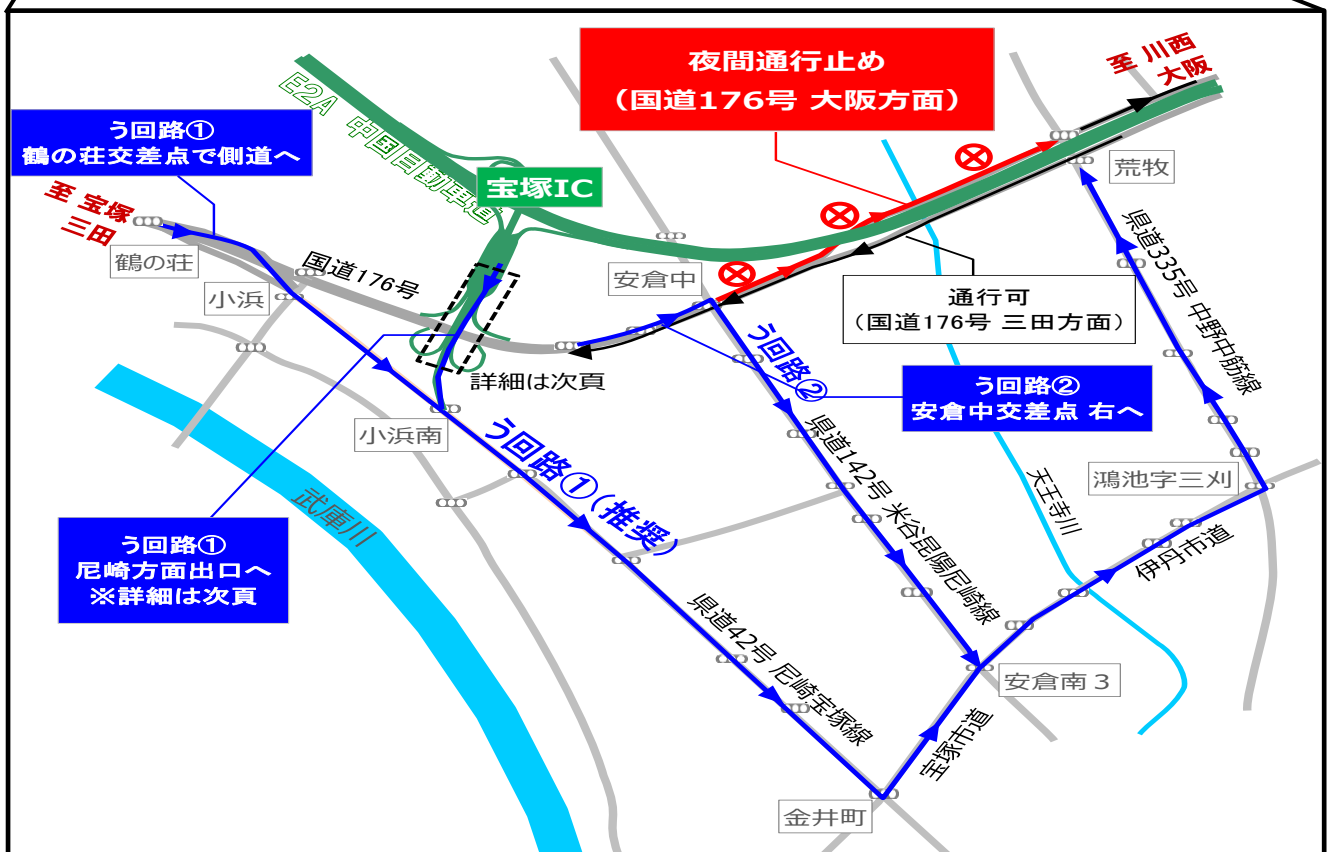 夜間通行止め
（国道176号 大阪方面）
至 川西
大阪
E2A 中国自動車道
う回路①
鶴の荘交差点で側道へ
宝塚IC
荒牧
至 宝塚
三田
鶴の荘
国道176号
小浜
安倉中
県道335号 中野中筋線
通行可
（国道176号 三田方面）
う回路②
詳細は次頁
う回路②
安倉中交差点 右へ
小浜南
う回路①（推奨）
県道142号 米谷昆陽尼崎線
天王寺川
鴻池字三刈
武庫川
伊丹市道
う回路①
尼崎方面出口へ
※詳細は次頁
県道42号 尼崎宝塚線
安倉南３
宝塚市道
金井町